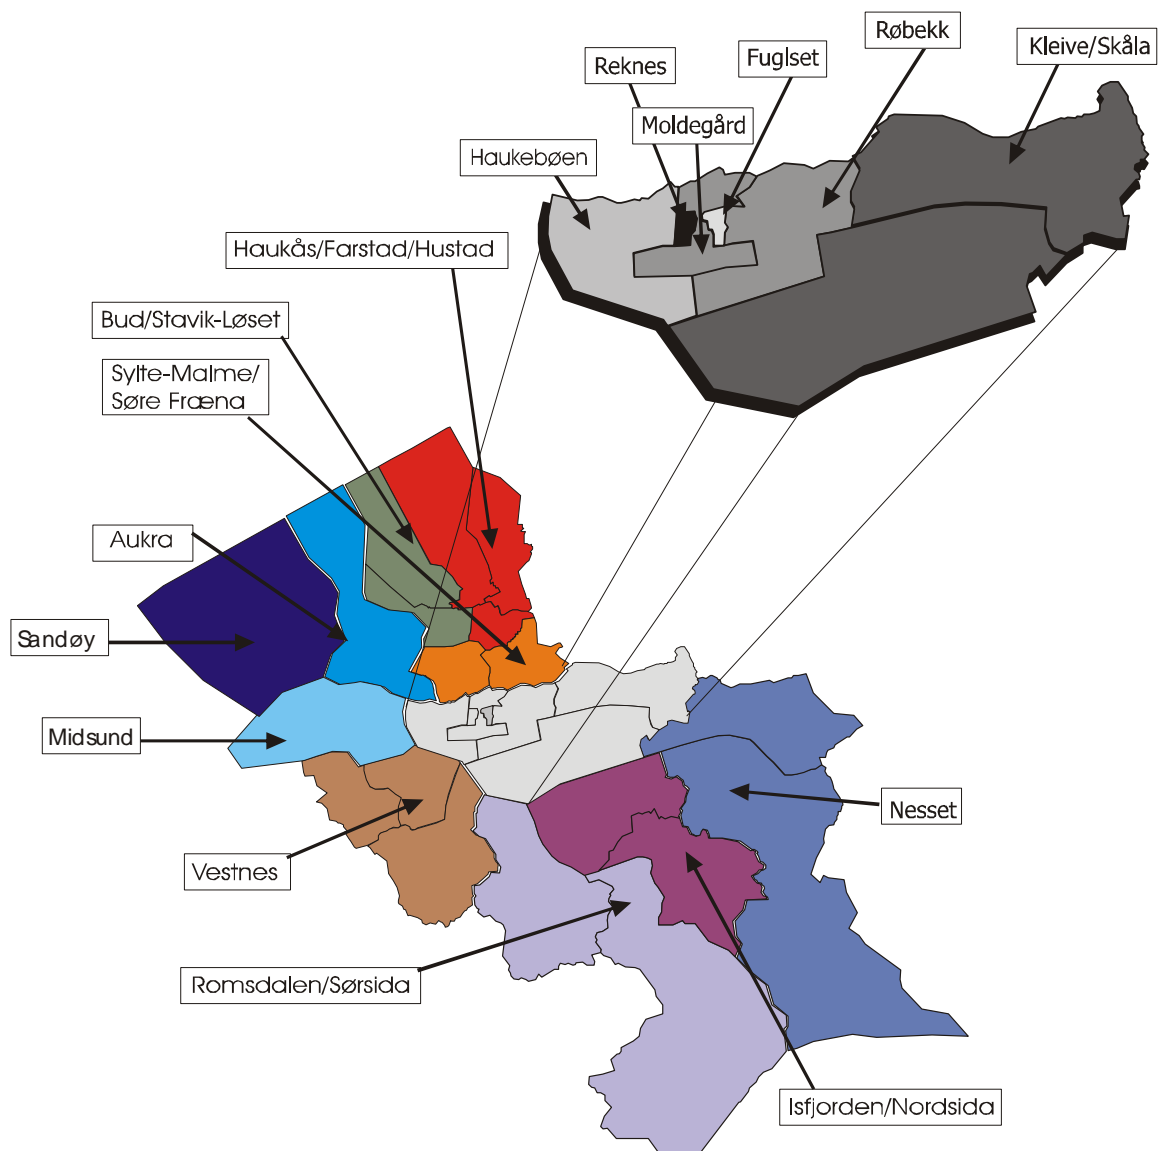 Røbekk
Kleive/Skåla
Fuglset
Reknes
Moldegård
Haukebøen
Haukås/Farstad/Hustad
Bud/Stavik-Løset
Sylte-Malme/
Søre Fræna
Aukra
Sandøy
Midsund
Nesset
Vestnes
Romsdalen/Sørsida
Isfjorden/Nordsida